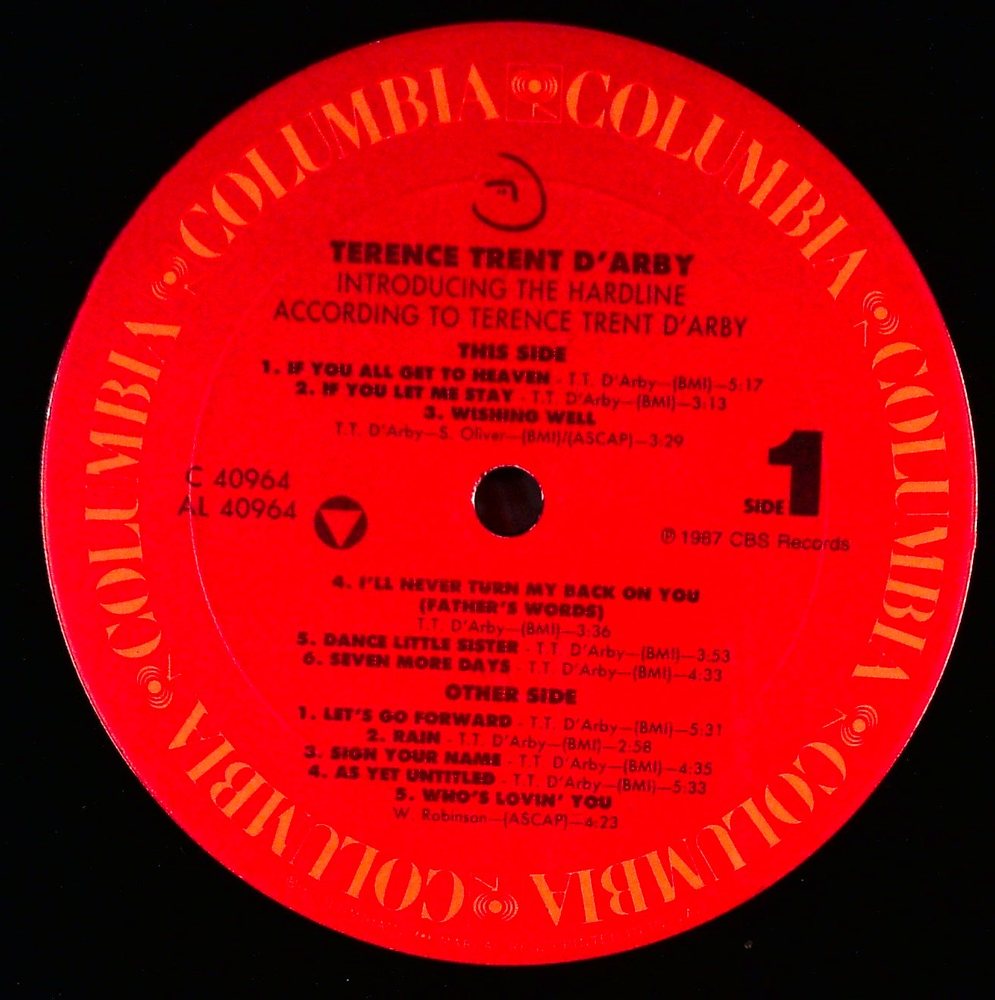 COLUMBIA COLUMBIA COLUMBIA COLUMBIA COLUMBIA COLUMBIA COLUMBIA COLUMBIA
TERENCE TRENT D'ARBY
INTRODUCING THE HARDLINE
ACCORDING TO TERENCE TRENT D'ARBY
THIS SIDE
1. IF YOU ALL GET TO HEAVEN - T.T. D'Arby—(BMI)—5:17
2. IF YOU LET ME STAY - T.T. D'Arby—(BMI)—3:13
3. WISHING WELL
T.T. D'Arby—S. Oliver—(BMI)/(ASCAP)—3:29
C 40964
AL 40964
SIDE 1
℗ 1987 CBS Records
4. I'LL NEVER TURN MY BACK ON YOU
(FATHER'S WORDS)
T.T. D'Arby—(BMI)—3:36
5. DANCE LITTLE SISTER - T.T. D'Arby—(BMI)—3:53
6. SEVEN MORE DAYS - T.T. D'Arby—(BMI)—4:33
OTHER SIDE
1. LET'S GO FORWARD - T.T. D'Arby—(BMI)—5:31
2. RAIN - T.T. D'Arby—(BMI)—2:58
3. SIGN YOUR NAME - T.T. D'Arby—(BMI)—4:35
4. AS YET UNTITLED - T.T. D'Arby—(BMI)—5:33
5. WHO'S LOVIN' YOU
W. Robinson—(ASCAP)—4:23